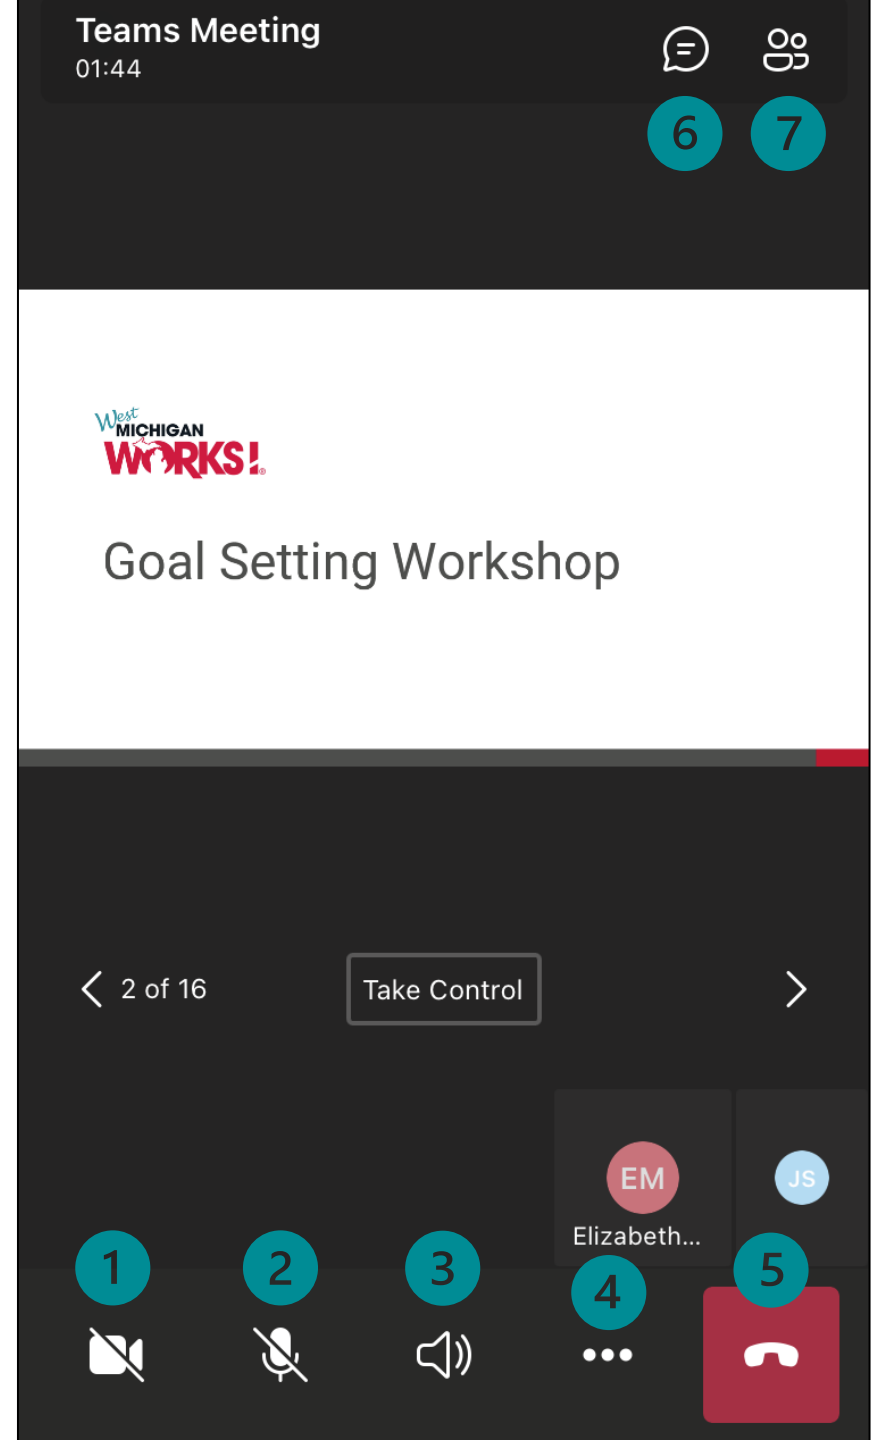 Teams Meeting
01:44
6 7
West
MICHIGAN
WORKS!®
Goal Setting Workshop
2 of 16 Take Control
EM JS
Elizabeth...
1 2 3 4 5